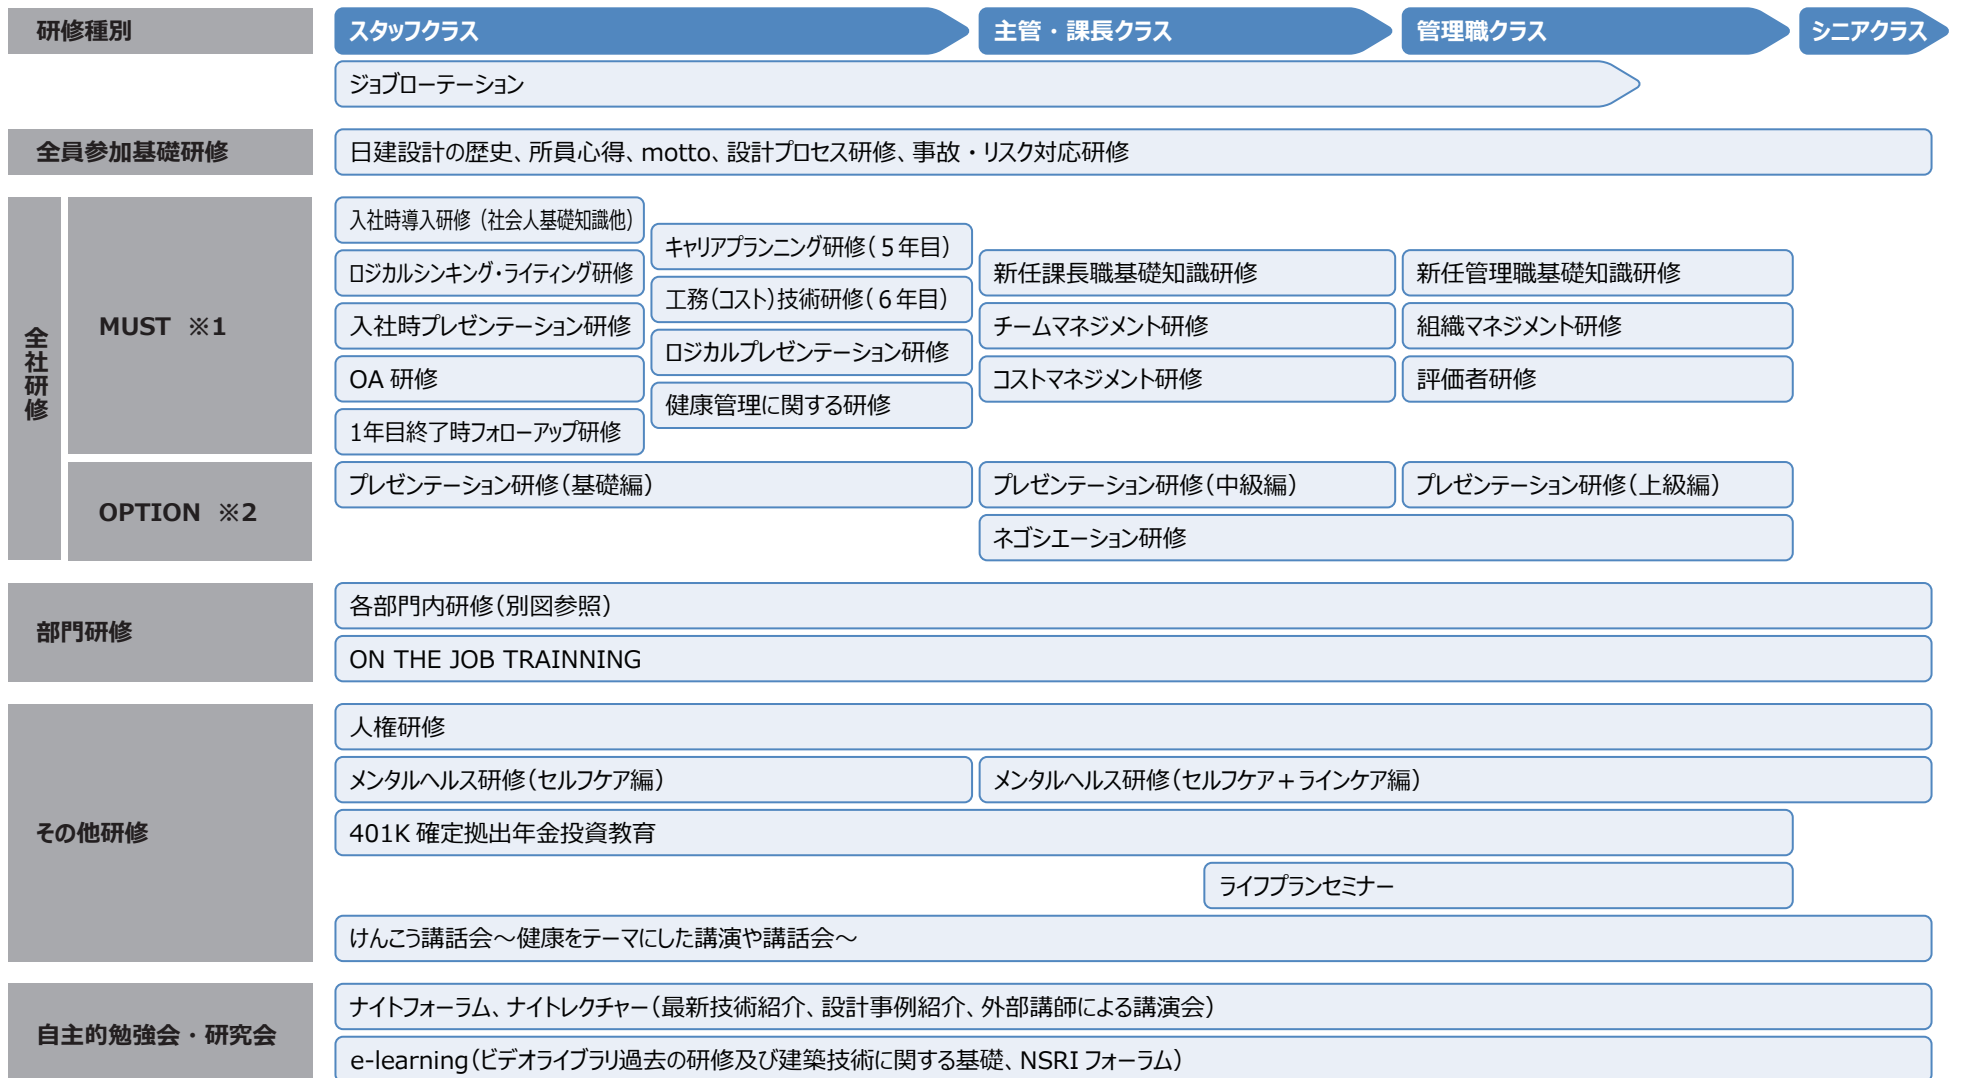 研修種別
スタッフクラス
主管・課長クラス
管理職クラス
シニアクラス
ジョブローテーション
全員参加基礎研修
日建設計の歴史、所員心得、motto、設計プロセス研修、事故・リスク対応研修
全社研修
MUST ※1
入社時導入研修（社会人基礎知識他）
ロジカルシンキング・ライティング研修
入社時プレゼンテーション研修
OA 研修
1年目終了時フォローアップ研修
キャリアプランニング研修（５年目）
工務（コスト）技術研修（６年目）
ロジカルプレゼンテーション研修
健康管理に関する研修
新任課長職基礎知識研修
チームマネジメント研修
コストマネジメント研修
新任管理職基礎知識研修
組織マネジメント研修
評価者研修
OPTION ※2
プレゼンテーション研修（基礎編）
プレゼンテーション研修（中級編）
プレゼンテーション研修（上級編）
ネゴシエーション研修
部門研修
各部門内研修（別図参照）
ON THE JOB TRAINNING
その他研修
人権研修
メンタルヘルス研修（セルフケア編）
メンタルヘルス研修（セルフケア＋ラインケア編）
401K 確定拠出年金投資教育
ライフプランセミナー
けんこう講話会～健康をテーマにした講演や講話会～
自主的勉強会・研究会
ナイトフォーラム、ナイトレクチャー（最新技術紹介、設計事例紹介、外部講師による講演会）
e-learning（ビデオライブラリ過去の研修及び建築技術に関する基礎、NSRI フォーラム）